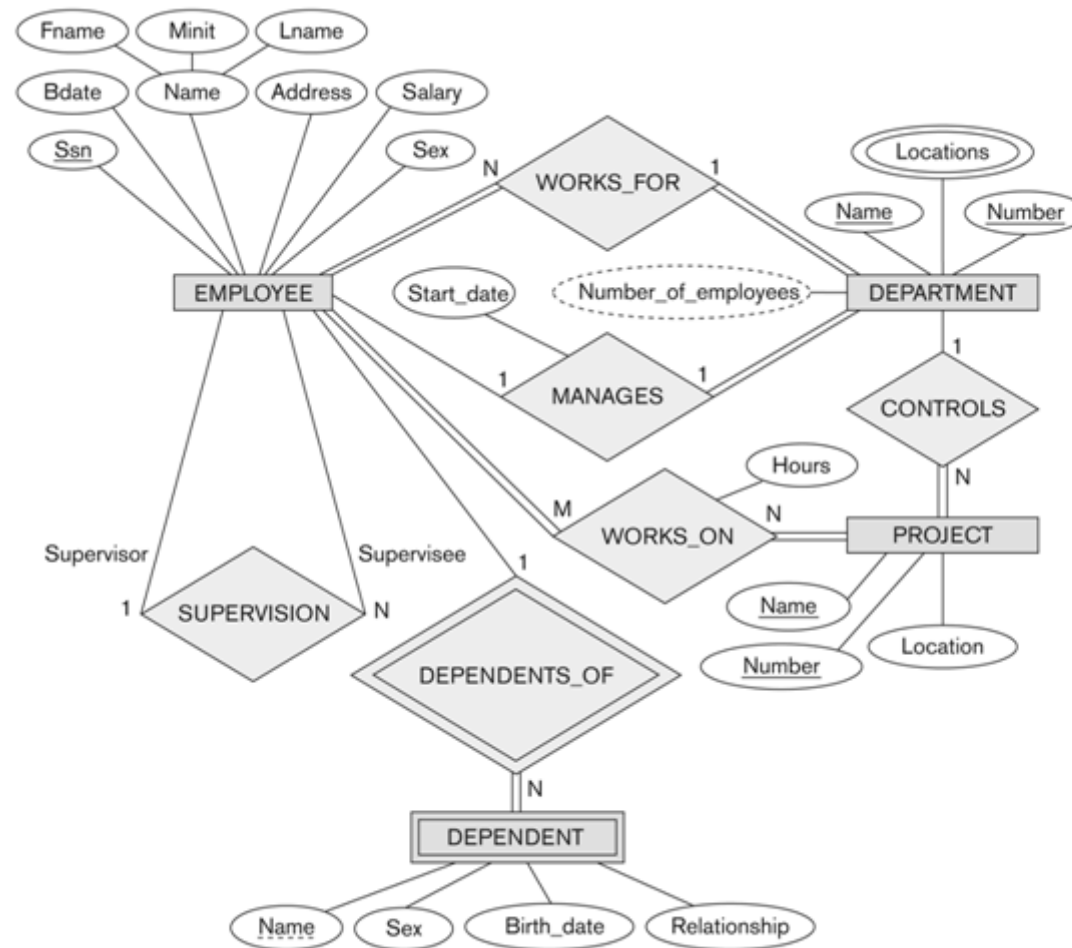 Fname
Minit
Lname
Bdate
Name
Address
Salary
Ssn
Sex
Locations
Name
Number
N
WORKS_FOR
1
EMPLOYEE
Start_date
Number_of_employees
DEPARTMENT
1
MANAGES
1
1
CONTROLS
N
Hours
M
WORKS_ON
N
PROJECT
Supervisor
Supervisee
1
SUPERVISION
N
1
Name
Number
Location
DEPENDENTS_OF
N
DEPENDENT
Name
Sex
Birth_date
Relationship